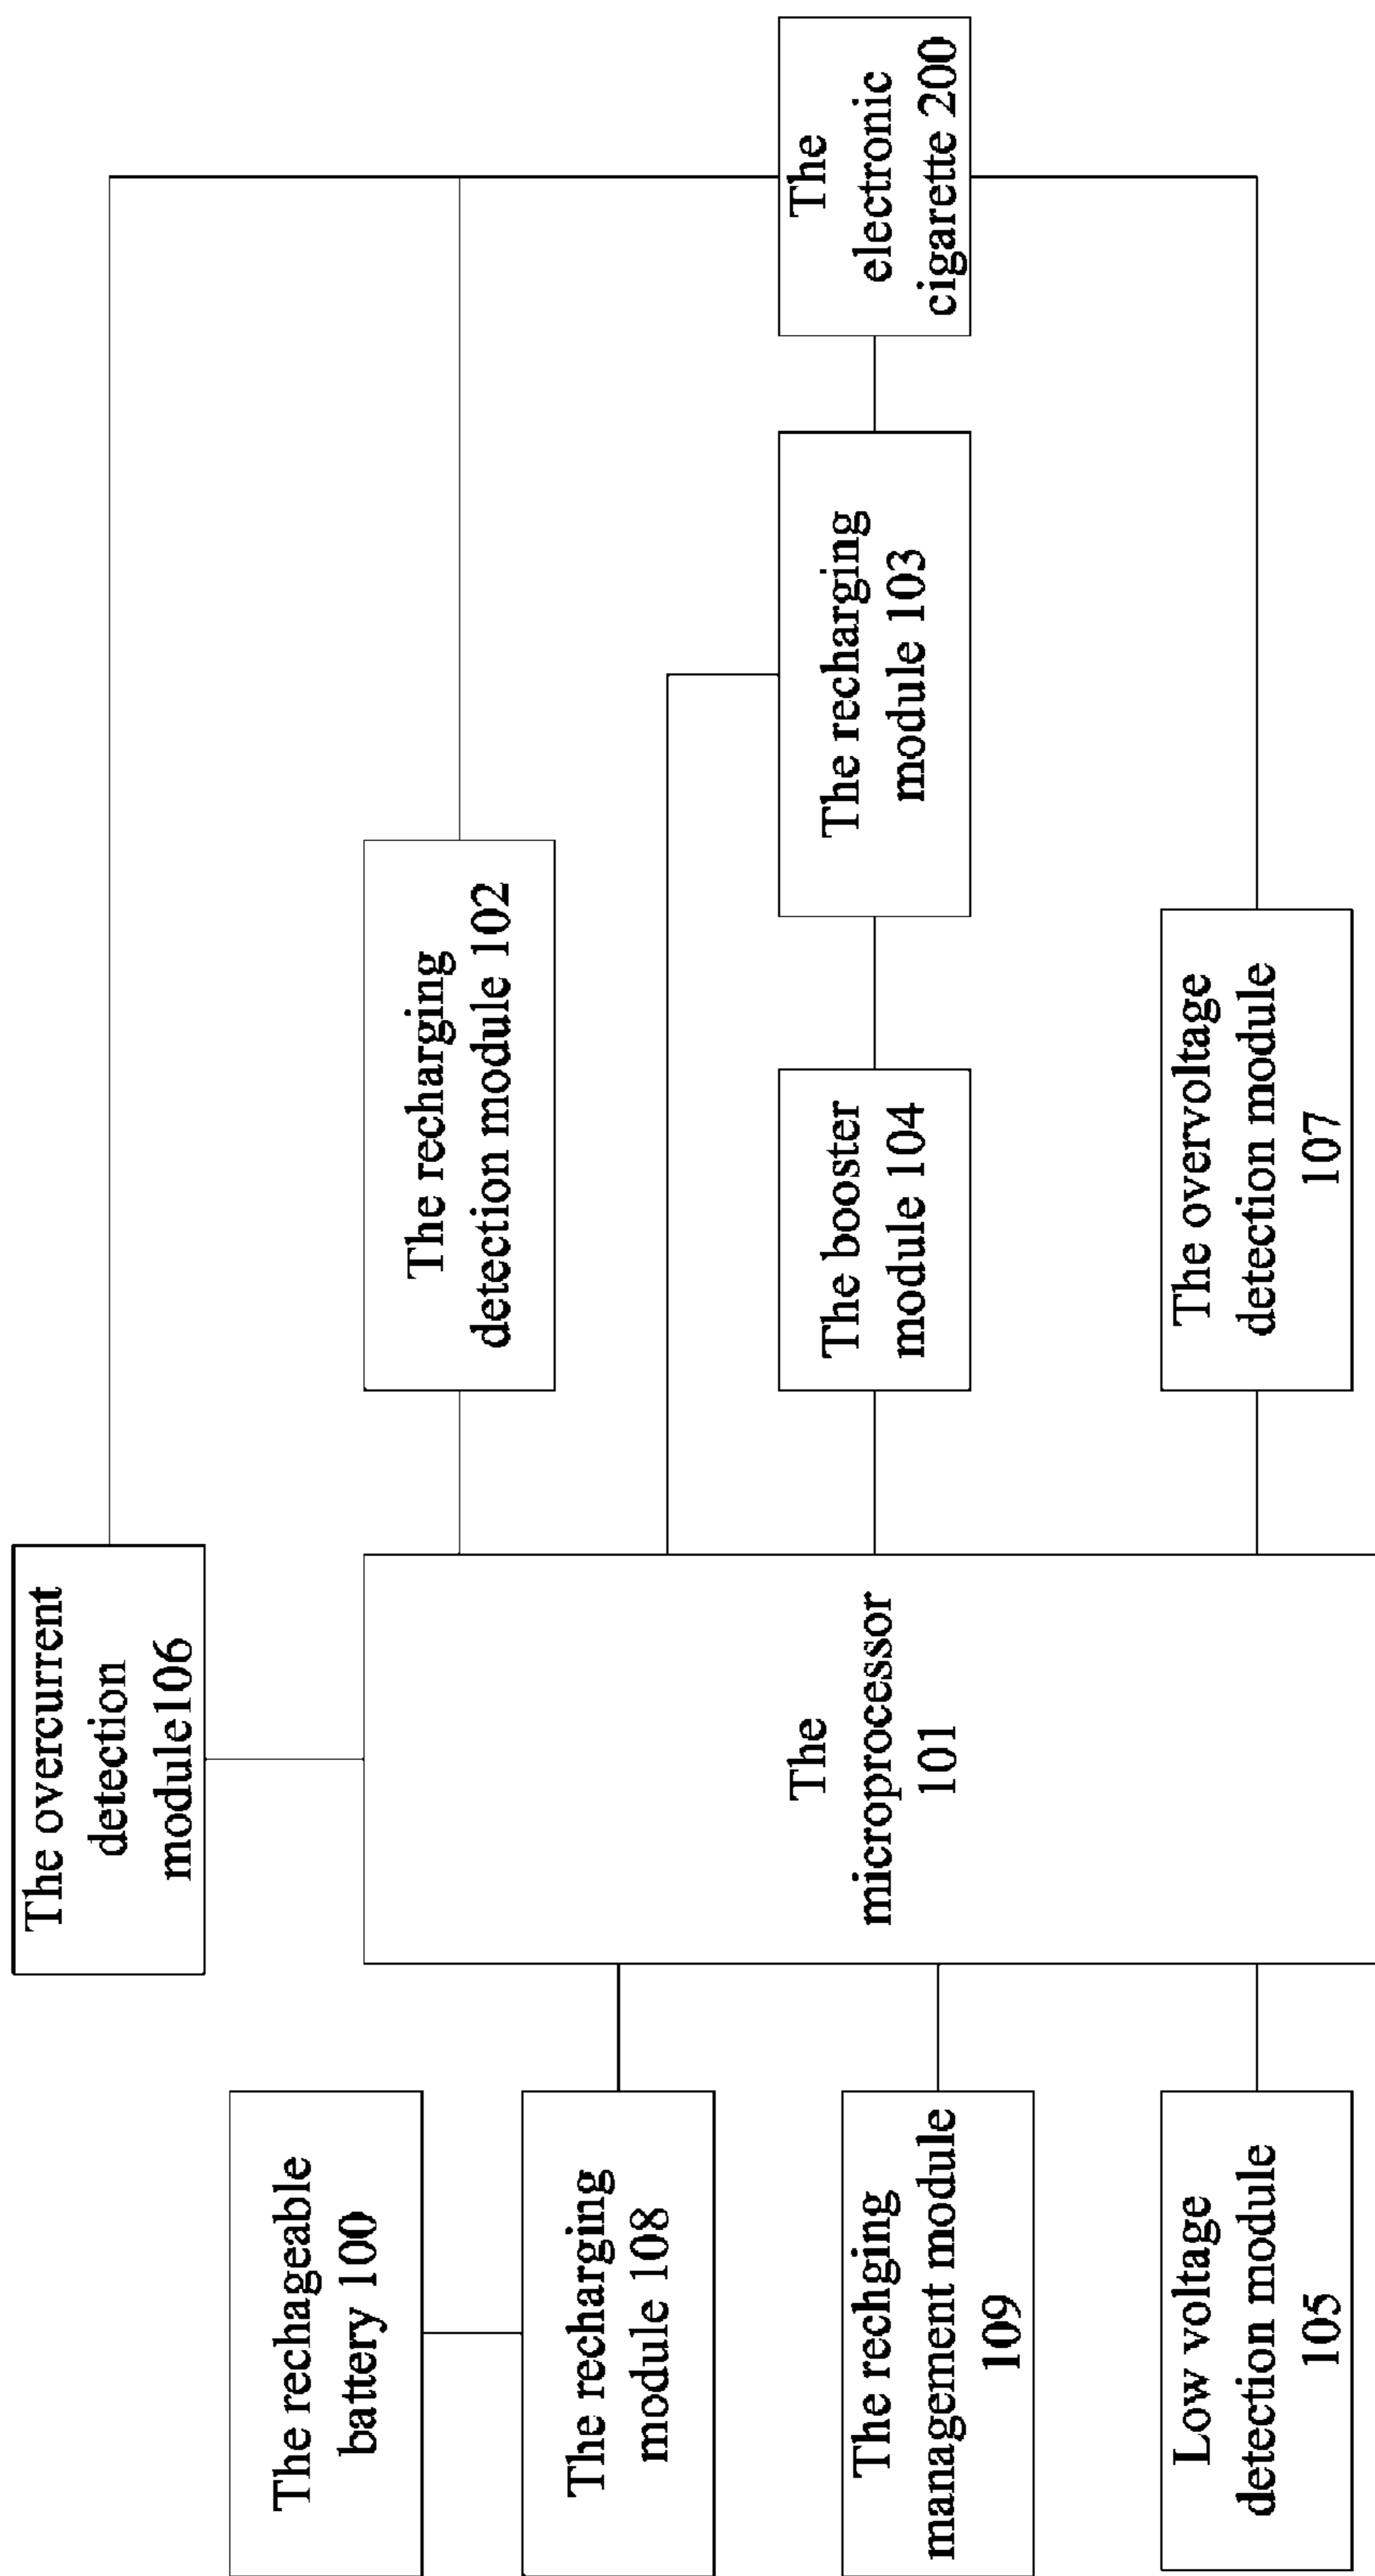 The overcurrent
detection
module106
The rechageable
battery 100
The recharging
module 108
The rechging
management module
109
Low voltage
detection module
105
The
microprocessor
101
The recharging
detection module 102
The booster
module 104
The recharging
module 103
The overvoltage
detection module
107
The
electronic
cigarette 200